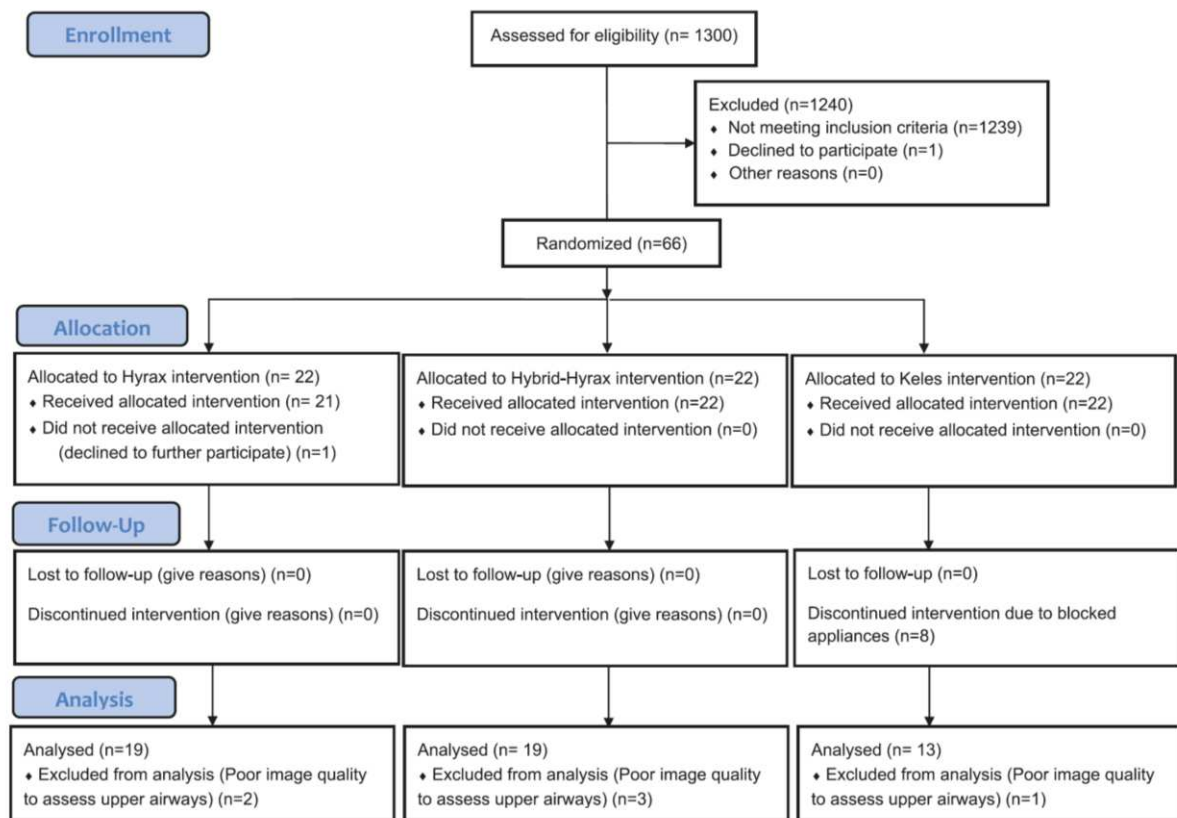 Enrollment
Assessed for eligibility (n= 1300)
Excluded (n=1240)
♦ Not meeting inclusion criteria (n=1239)
♦ Declined to participate (n=1)
♦ Other reasons (n=0)
Randomized (n=66)
Allocation
Allocated to Hyrax intervention (n= 22)
♦ Received allocated intervention (n= 21)
♦ Did not receive allocated intervention
(declined to further participate) (n=1)
Allocated to Hybrid-Hyrax intervention (n=22)
♦ Received allocated intervention (n=22)
♦ Did not receive allocated intervention (n=0)
Allocated to Keles intervention (n=22)
♦ Received allocated intervention (n=22)
♦ Did not receive allocated intervention (n=0)
Follow-Up
Lost to follow-up (give reasons) (n=0)
Discontinued intervention (give reasons) (n=0)
Lost to follow-up (give reasons) (n=0)
Discontinued intervention (give reasons) (n=0)
Lost to follow-up (n=0)
Discontinued intervention due to blocked
appliances (n=8)
Analysis
Analysed (n=19)
♦ Excluded from analysis (Poor image quality
to assess upper airways) (n=2)
Analysed (n= 19)
♦ Excluded from analysis (Poor image quality
to assess upper airways) (n=3)
Analysed (n= 13)
♦ Excluded from analysis (Poor image quality
to assess upper airways) (n=1)